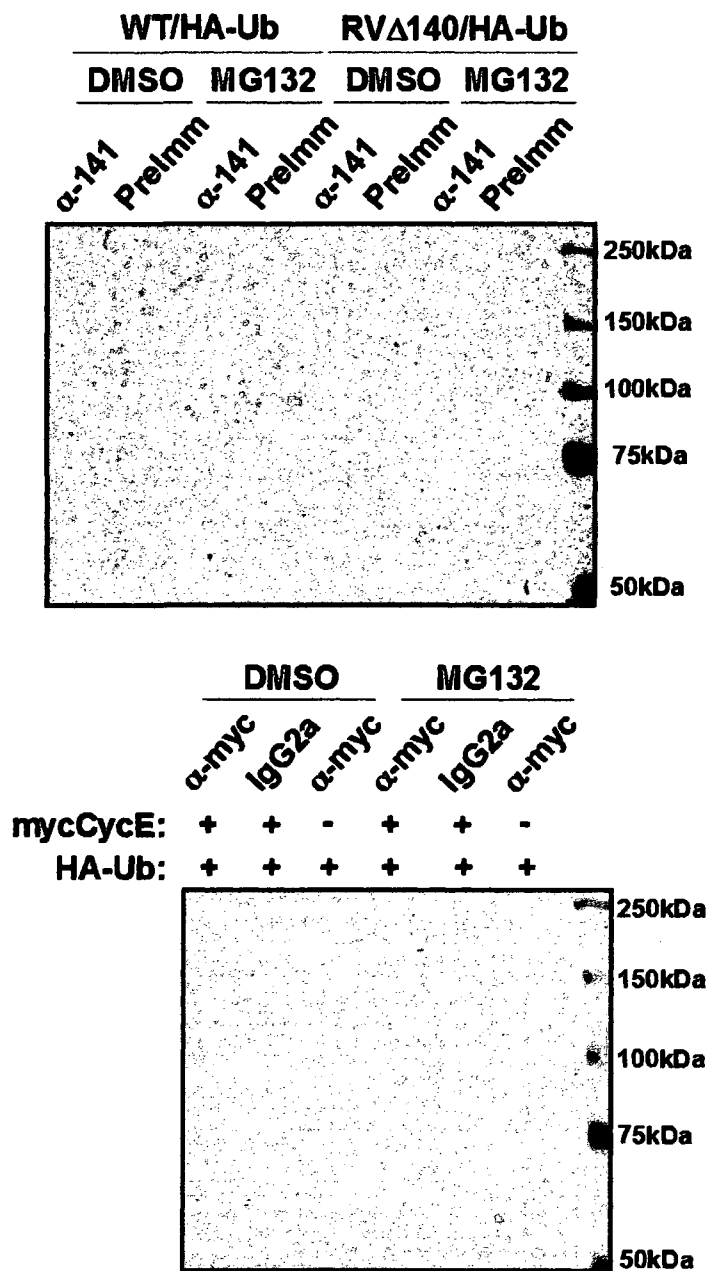 WT/HA-Ub RVΔ140/HA-Ub
DMSO MG132 DMSO MG132
α-141 PreImm α-141 PreImm α-141 PreImm α-141 PreImm
250kDa
150kDa
100kDa
75kDa
50kDa
DMSO MG132
α-myc IgG2a α-myc α-myc IgG2a α-myc
mycCycE: + + - + + -
HA-Ub: + + + + + +
250kDa
150kDa
100kDa
75kDa
50kDa